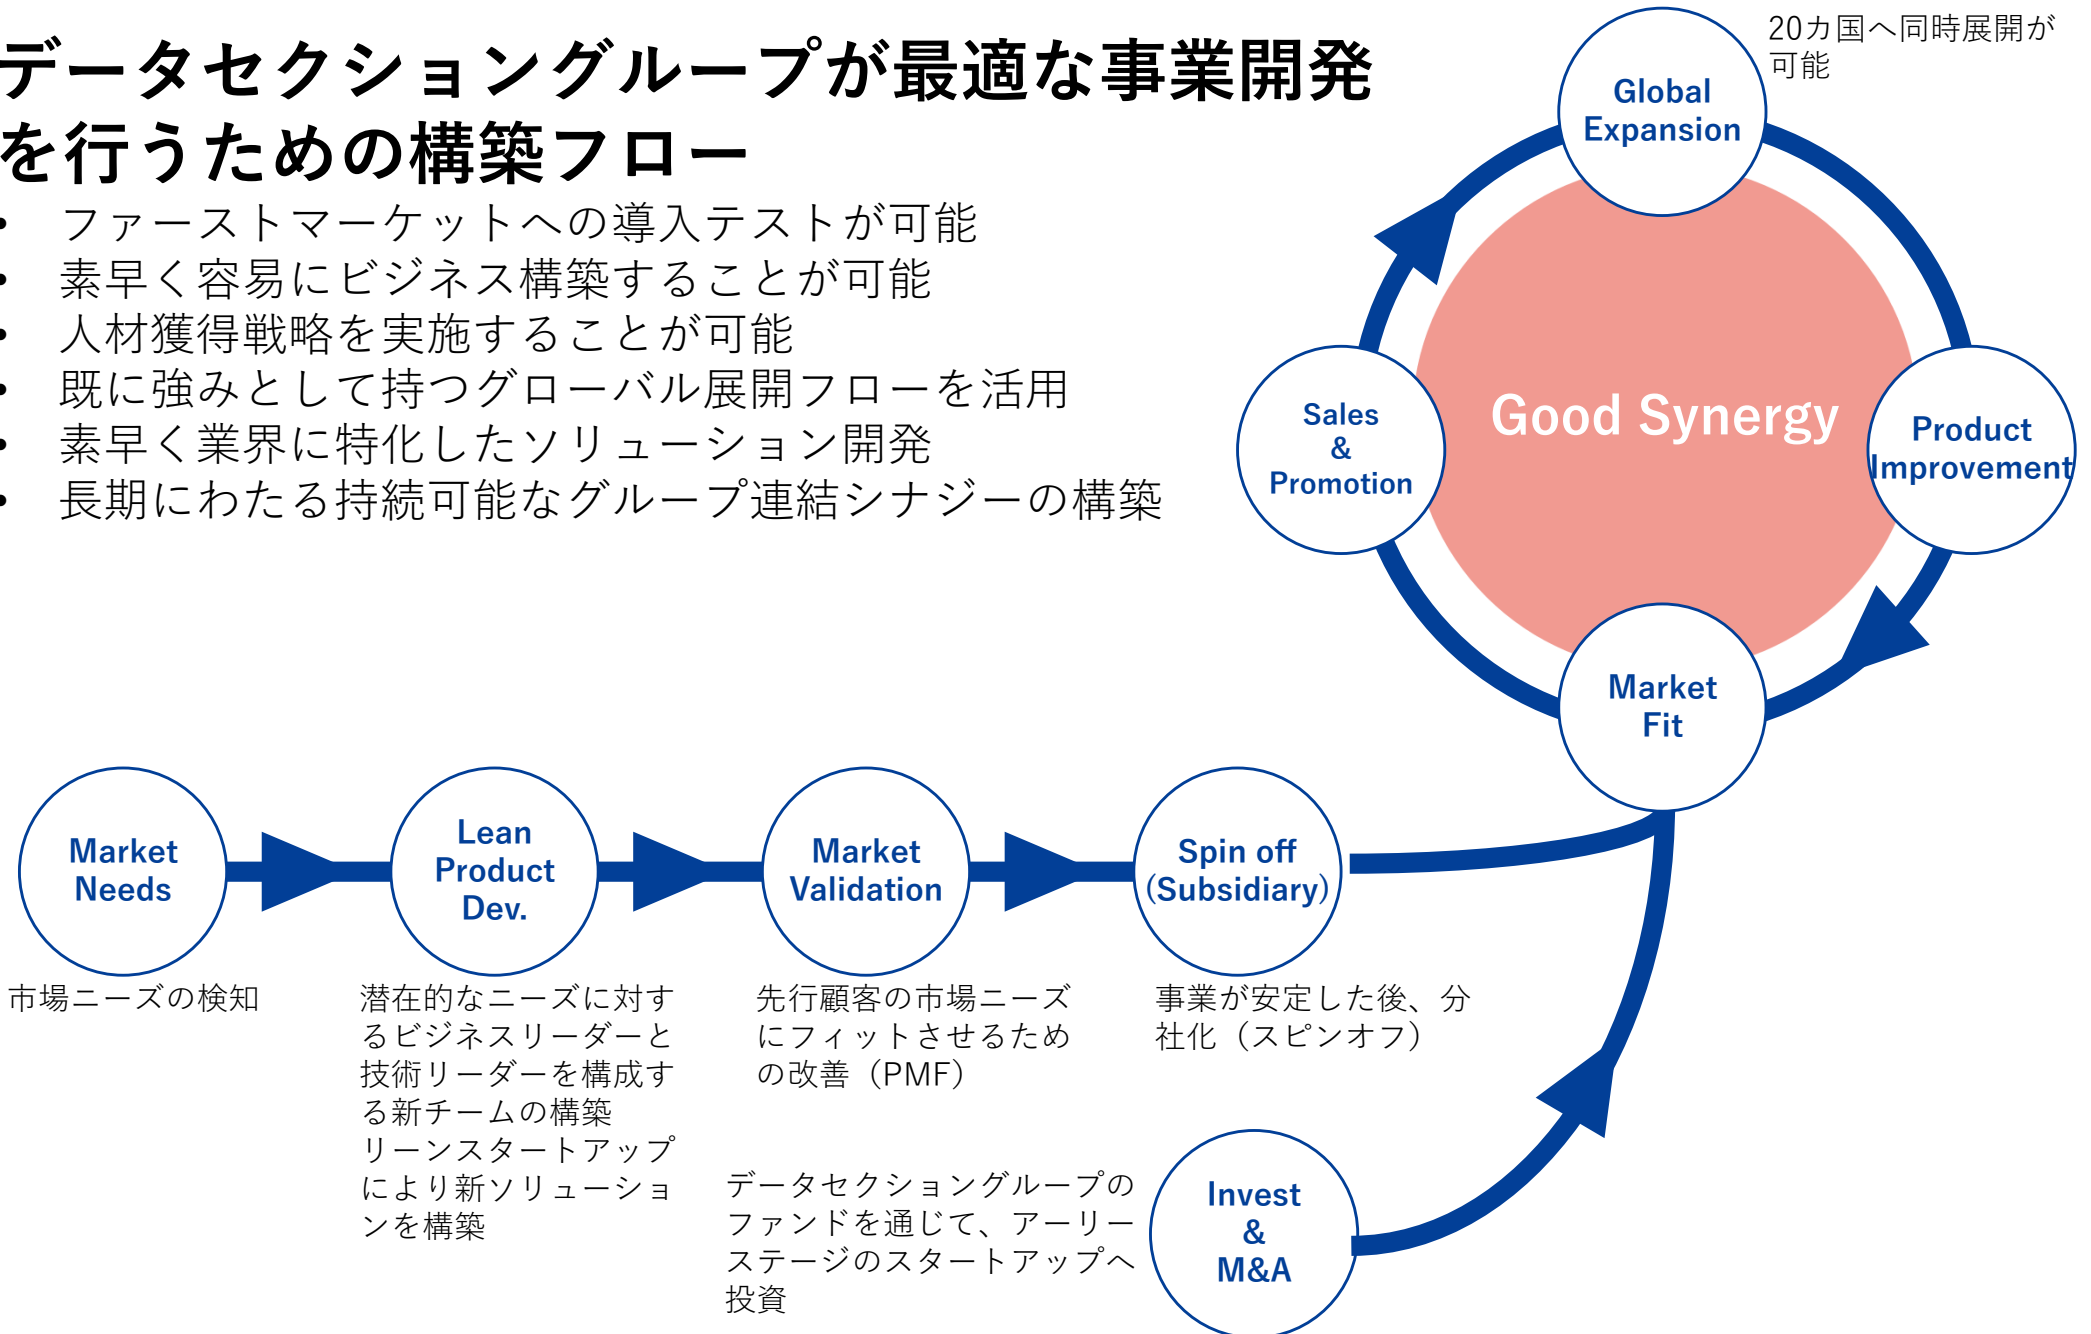 データセクショングループが最適な事業開発
を行うための構築フロー
• ファーストマーケットへの導入テストが可能
• 素早く容易にビジネス構築することが可能
• 人材獲得戦略を実施することが可能
• 既に強みとして持つグローバル展開フローを活用
• 素早く業界に特化したソリューション開発
• 長期にわたる持続可能なグループ連結シナジーの構築
20カ国へ同時展開が
可能
Global
Expansion
Sales
&
Promotion
Good Synergy
Product
Improvement
Market
Fit
Market
Needs
Lean
Product
Dev.
Market
Validation
Spin off
(Subsidiary)
市場ニーズの検知
潜在的なニーズに対す
るビジネスリーダーと
技術リーダーを構成す
る新チームの構築
リーンスタートアップ
により新ソリューショ
ンを構築
先行顧客の市場ニーズ
にフィットさせるため
の改善（PMF）
事業が安定した後、分
社化（スピンオフ）
データセクショングループの
ファンドを通じて、アーリー
ステージのスタートアップへ
投資
Invest
&
M&A